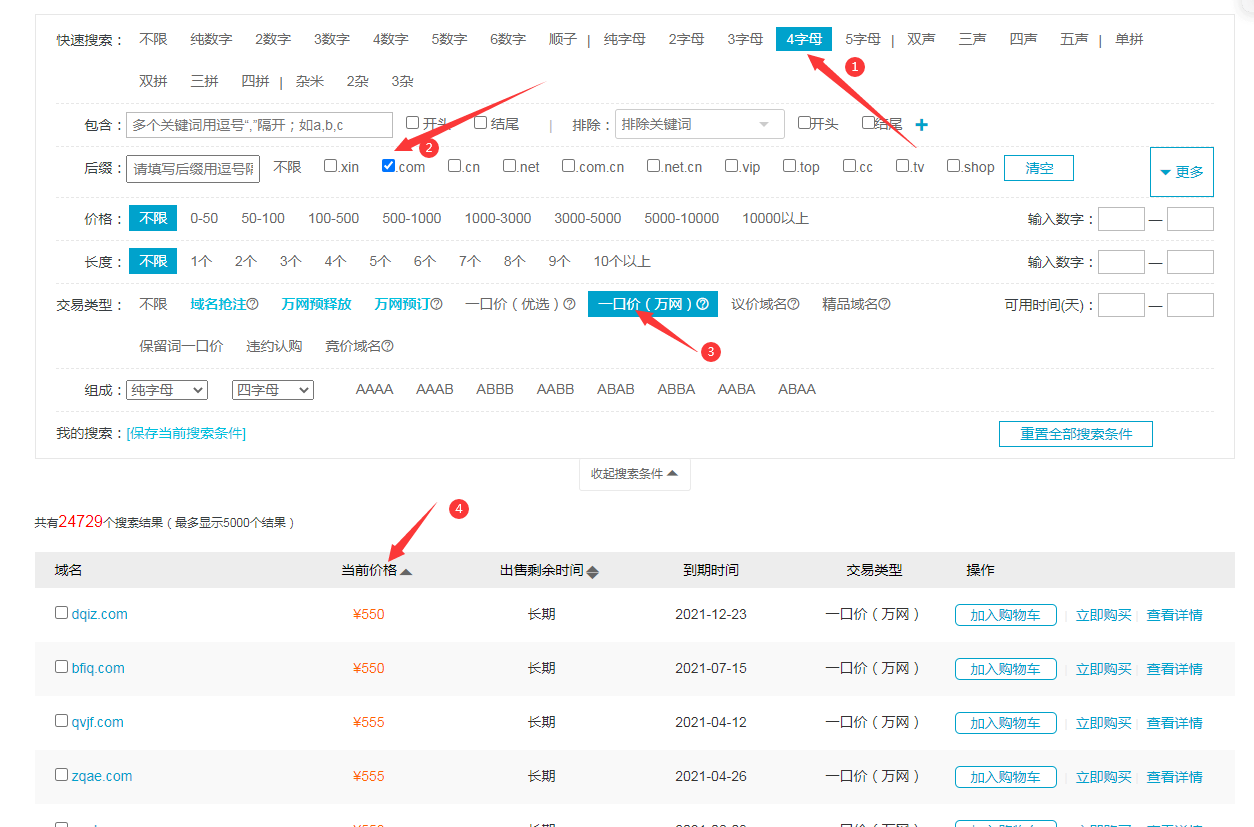 快速搜索： 不限 纯数字 2数字 3数字 4数字 5数字 6数字 顺子 | 纯字母 2字母 3字母 4字母 5字母 | 双声 三声 四声 五声 | 单拼
1
双拼 三拼 四拼 | 杂米 2杂 3杂
包含： 多个关键词用逗号“,”隔开；如a,b,c 开头 结尾 | 排除： 排除关键词 开头 结尾 +
2
后缀： 请填写后缀用逗号隔 不限 .xin .com .cn .net .com.cn .net.cn .vip .top .cc .tv .shop 清空 更多
价格： 不限 0-50 50-100 100-500 500-1000 1000-3000 3000-5000 5000-10000 10000以上 输入数字： —
长度： 不限 1个 2个 3个 4个 5个 6个 7个 8个 9个 10个以上 输入数字： —
交易类型： 不限 域名抢注? 万网预释放 万网预订? 一口价（优选）? 一口价（万网）? 议价域名? 精品域名? 可用时间(天)： —
保留词一口价 违约认购 竞价域名?
3
组成： 纯字母 四字母 AAAA AAAB ABBB AABB ABAB ABBA AABA ABAA
我的搜索：[保存当前搜索条件] 重置全部搜索条件
收起搜索条件
4
共有24729个搜索结果（最多显示5000个结果）
域名 当前价格 出售剩余时间 到期时间 交易类型 操作
dqiz.com ¥550 长期 2021-12-23 一口价（万网） 加入购物车 | 立即购买 | 查看详情
bfiq.com ¥550 长期 2021-07-15 一口价（万网） 加入购物车 | 立即购买 | 查看详情
qvjf.com ¥555 长期 2021-04-12 一口价（万网） 加入购物车 | 立即购买 | 查看详情
zqae.com ¥555 长期 2021-04-26 一口价（万网） 加入购物车 | 立即购买 | 查看详情